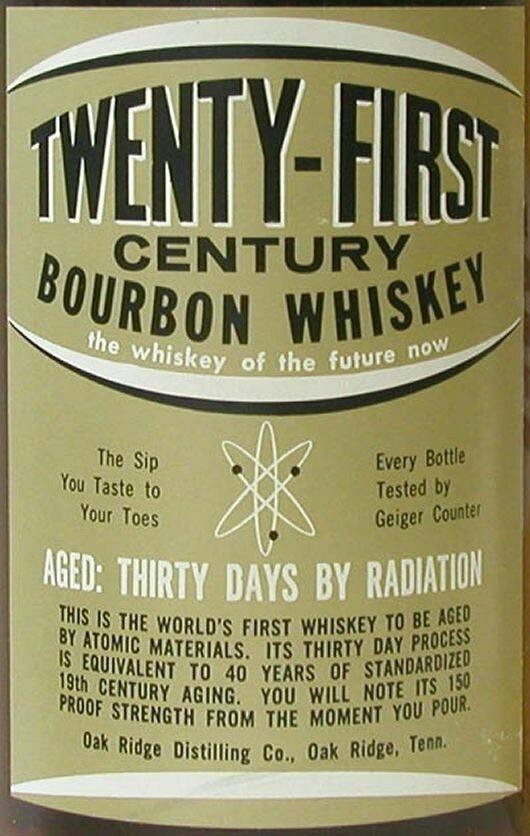 TWENTY-FIRST
CENTURY
BOURBON WHISKEY
the whiskey of the future now
The Sip
You Taste to
Your Toes
Every Bottle
Tested by
Geiger Counter
AGED: THIRTY DAYS BY RADIATION
THIS IS THE WORLD'S FIRST WHISKEY TO BE AGED
BY ATOMIC MATERIALS. ITS THIRTY DAY PROCESS
IS EQUIVALENT TO 40 YEARS OF STANDARDIZED
19th CENTURY AGING. YOU WILL NOTE ITS 150
PROOF STRENGTH FROM THE MOMENT YOU POUR.
Oak Ridge Distilling Co., Oak Ridge, Tenn.